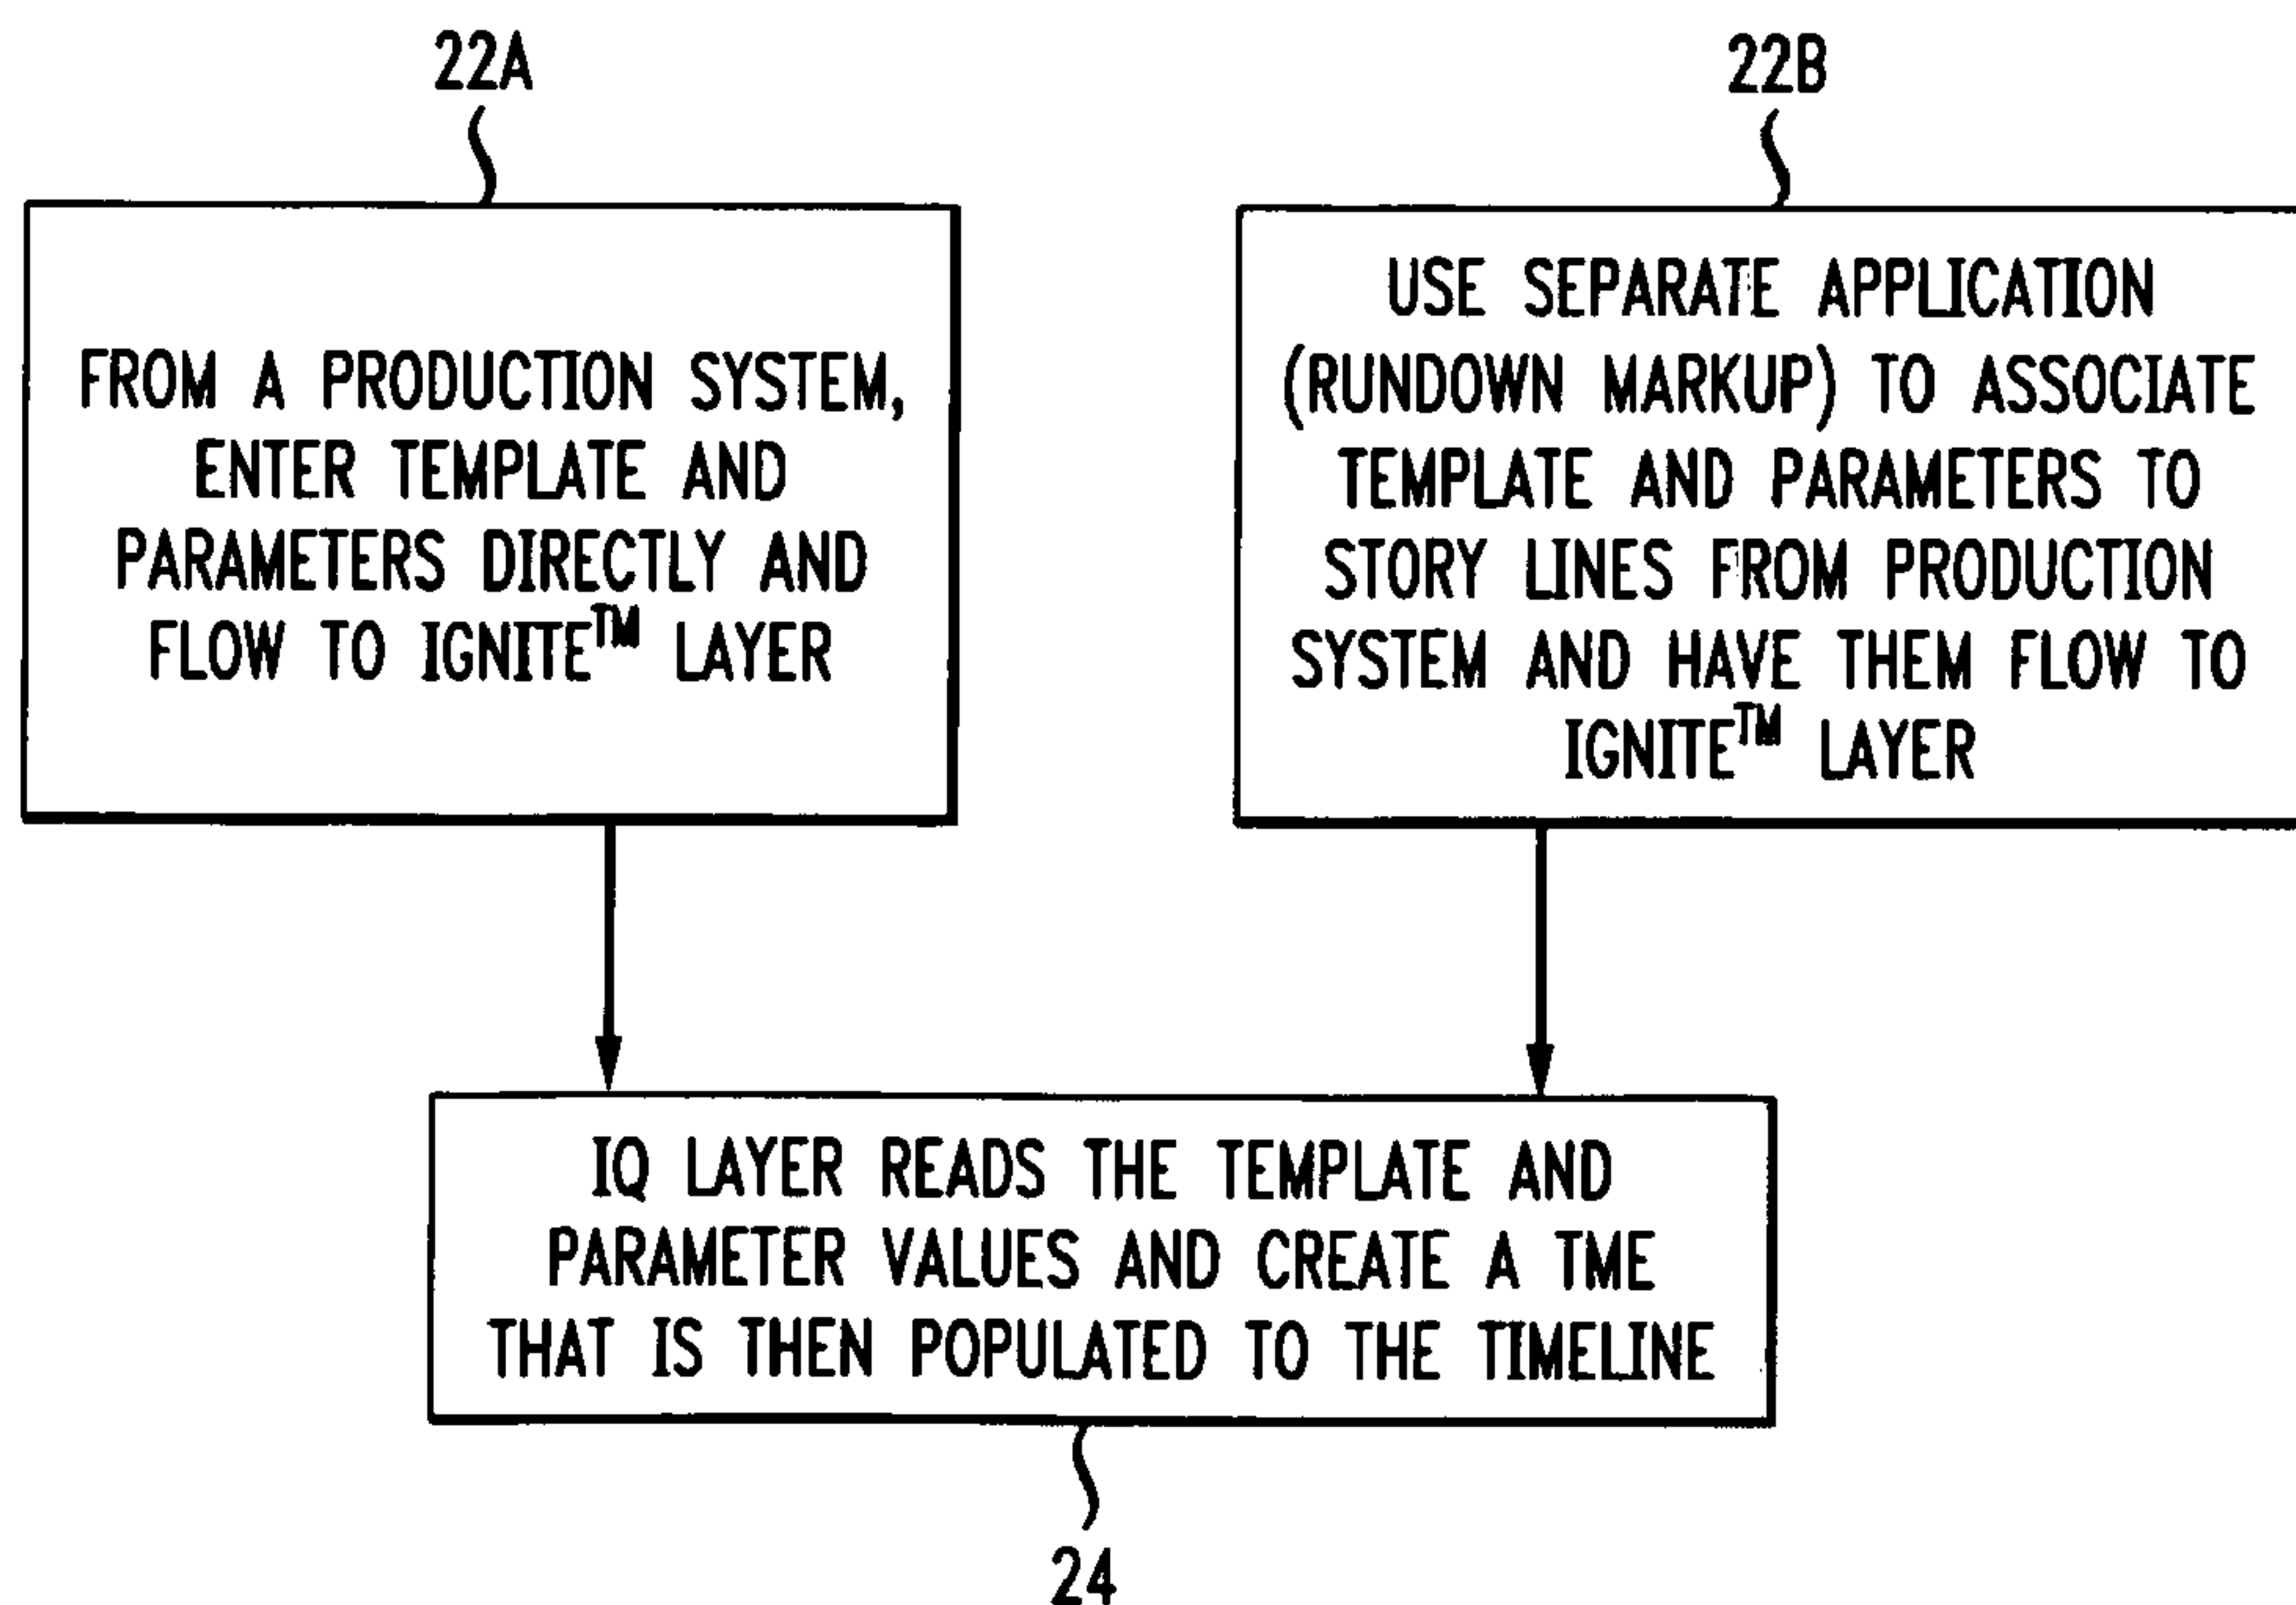 22A
FROM A PRODUCTION SYSTEM,
ENTER TEMPLATE AND
PARAMETERS DIRECTLY AND
FLOW TO IGNITE™ LAYER
22B
USE SEPARATE APPLICATION
(RUNDOWN MARKUP) TO ASSOCIATE
TEMPLATE AND PARAMETERS TO
STORY LINES FROM PRODUCTION
SYSTEM AND HAVE THEM FLOW TO
IGNITE™ LAYER
IQ LAYER READS THE TEMPLATE AND
PARAMETER VALUES AND CREATE A TME
THAT IS THEN POPULATED TO THE TIMELINE
24